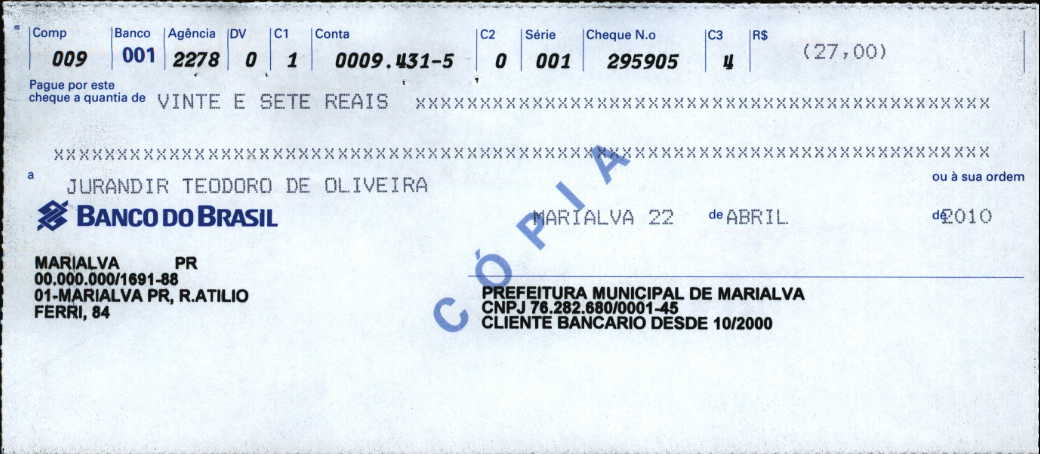 Comp Banco Agência DV C1 Conta C2 Série Cheque N.o C3 R$
009 001 2278 0 1 0009.431-5 0 001 295905 4 (27,00)
Pague por este
cheque a quantia de VINTE E SETE REAIS xxxxxxxxxxxxxxxxxxxxxxxxxxxxxxxxxxxxxxxxxxxxxxxxxxx
xxxxxxxxxxxxxxxxxxxxxxxxxxxxxxxxxxxxxxxxxxxxxxxxxxxxxxxxxxxxxxxxxxxxxxxxxxxxxxxxxx
a JURANDIR TEODORO DE OLIVEIRA ou à sua ordem
BANCO DO BRASIL
MARIALVA 22 de ABRIL de 2010
CÓPIA
MARIALVA PR
00.000.000/1691-88
01-MARIALVA PR, R.ATILIO
FERRI, 84
PREFEITURA MUNICIPAL DE MARIALVA
CNPJ 76.282.680/0001-45
CLIENTE BANCARIO DESDE 10/2000